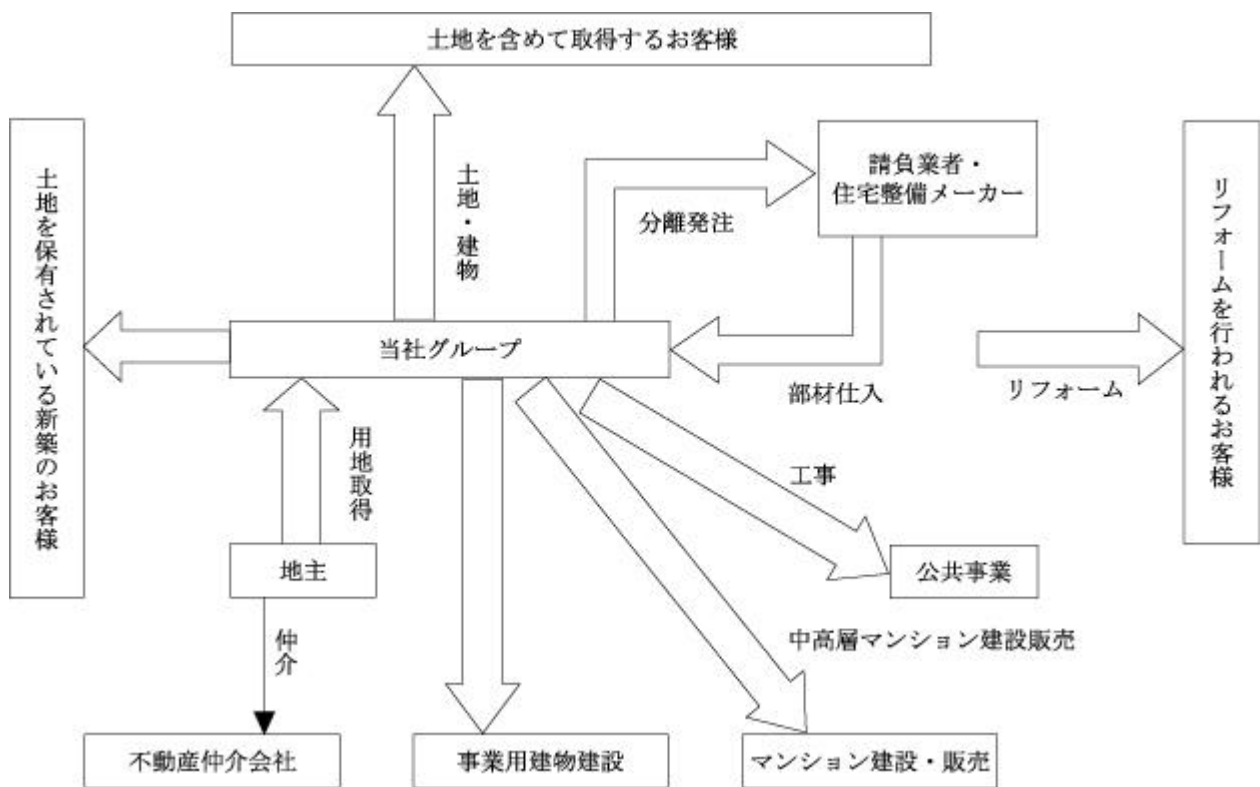 土地を含めて取得するお客様
土地を保有されている新築のお客様
土地・建物
分離発注
請負業者・
住宅整備メーカー
リフォームを行われるお客様
当社グループ
部材仕入
リフォーム
用地取得
工事
地主
公共事業
仲介
中高層マンション建設販売
不動産仲介会社
事業用建物建設
マンション建設・販売